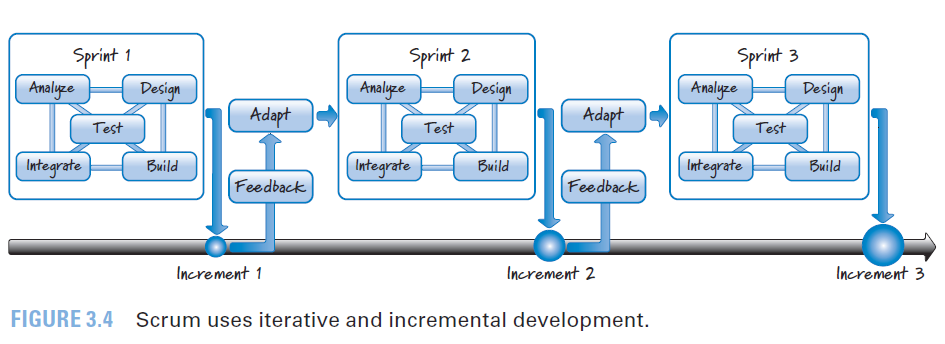 Sprint 1
Analyze
Design
Test
Integrate
Build
Adapt
Feedback
Sprint 2
Analyze
Design
Test
Integrate
Build
Adapt
Feedback
Sprint 3
Analyze
Design
Test
Integrate
Build
Increment 1
Increment 2
Increment 3
FIGURE 3.4 Scrum uses iterative and incremental development.